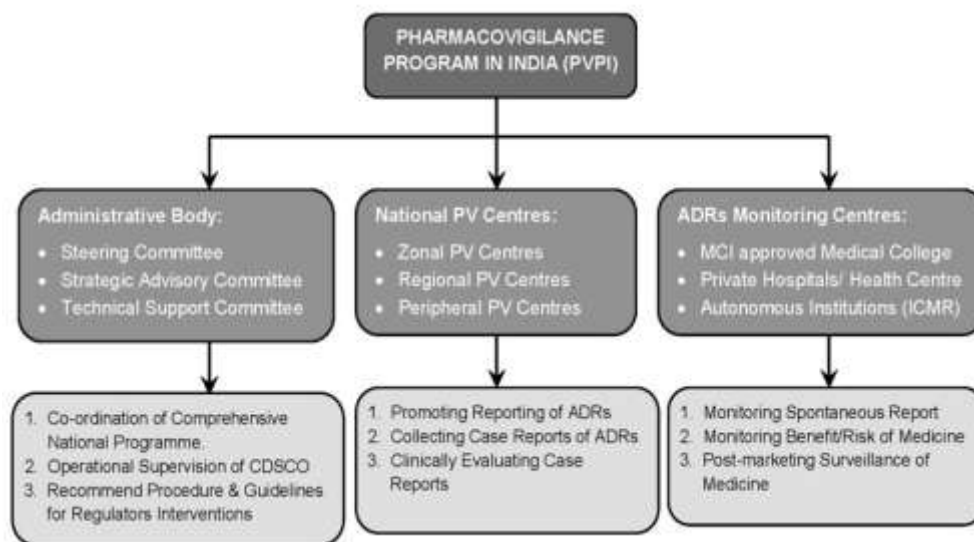 PHARMACOVIGILANCE
PROGRAM IN INDIA (PVPI)
Administrative Body:
• Steering Committee
• Strategic Advisory Committee
• Technical Support Committee
National PV Centres:
• Zonal PV Centres
• Regional PV Centres
• Peripheral PV Centres
ADRs Monitoring Centres:
• MCI approved Medical College
• Private Hospitals/ Health Centre
• Autonomous Institutions (ICMR)
1. Co-ordination of Comprehensive
National Programme.
2. Operational Supervision of CDSCO
3. Recommend Procedure & Guidelines
for Regulators Interventions
1. Promoting Reporting of ADRs
2. Collecting Case Reports of ADRs
3. Clinically Evaluating Case
Reports
1. Monitoring Spontaneous Report
2. Monitoring Benefit/Risk of Medicine
3. Post-marketing Surveillance of
Medicine